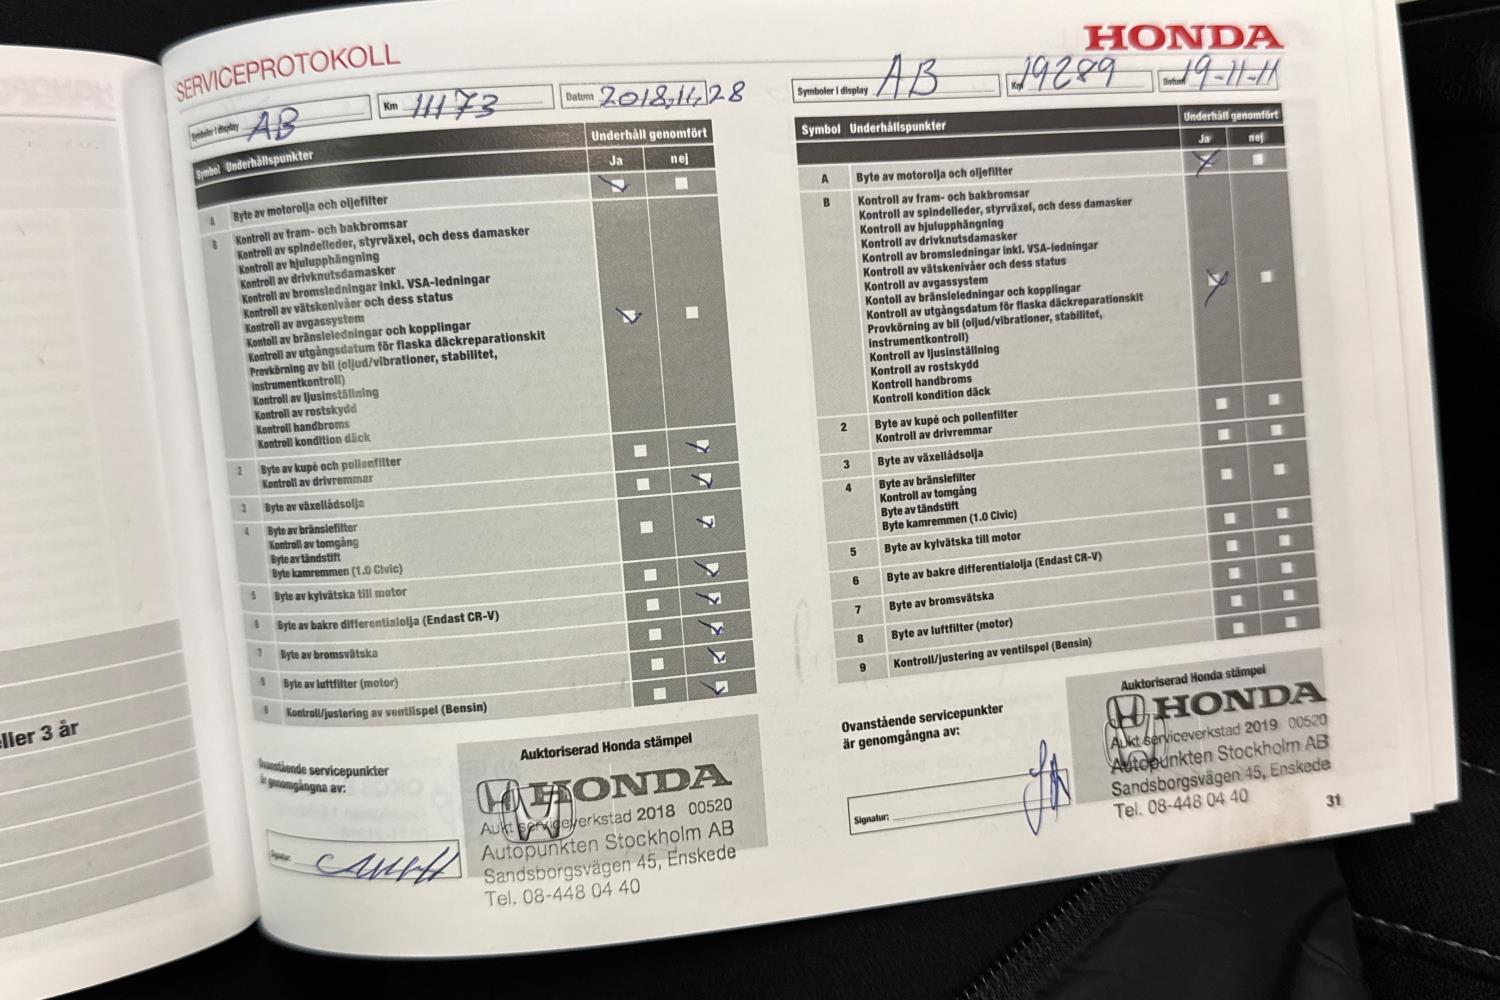 SERVICEPROTOKOLL
Symboler i display AB Km 11173 Datum 2018,11,28
Symbol Underhållspunkter Underhåll genomfört
Ja nej
A Byte av motorolja och oljefilter
B Kontroll av fram- och bakbromsar
Kontroll av spindelleder, styrväxel, och dess damasker
Kontroll av hjulupphängning
Kontroll av drivknutsdamasker
Kontroll av bromsledningar inkl. VSA-ledningar
Kontroll av vätskenivåer och dess status
Kontroll av avgassystem
Kontoll av bränsleledningar och kopplingar
Kontroll av utgångsdatum för flaska däckreparationskit
Provkörning av bil (oljud/vibrationer, stabilitet,
Instrumentkontroll)
Kontroll av ljusinställning
Kontroll av rostskydd
Kontroll handbroms
Kontroll kondition däck
2 Byte av kupé och pollenfilter
Kontroll av drivremmar
3 Byte av växellådsolja
4 Byte av bränslefilter
Kontroll av tomgång
Byte av tändstift
Byte kamremmen (1.0 Civic)
5 Byte av kylvätska till motor
6 Byte av bakre differentialolja (Endast CR-V)
7 Byte av bromsvätska
8 Byte av luftfilter (motor)
9 Kontroll/justering av ventilspel (Bensin)
Ovanstående servicepunkter
är genomgångna av:
Signatur:
Auktoriserad Honda stämpel
HONDA
Aukt serviceverkstad 2018 00520
Autopunkten Stockholm AB
Sandsborgsvägen 45, Enskede
Tel. 08-448 04 40
HONDA
Symboler i display AB Km 19289 Datum 19-11-11
Symbol Underhållspunkter Underhåll genomfört
Ja nej
A Byte av motorolja och oljefilter
B Kontroll av fram- och bakbromsar
Kontroll av spindelleder, styrväxel, och dess damasker
Kontroll av hjulupphängning
Kontroll av drivknutsdamasker
Kontroll av bromsledningar inkl. VSA-ledningar
Kontroll av vätskenivåer och dess status
Kontroll av avgassystem
Kontoll av bränsleledningar och kopplingar
Kontroll av utgångsdatum för flaska däckreparationskit
Provkörning av bil (oljud/vibrationer, stabilitet,
Instrumentkontroll)
Kontroll av ljusinställning
Kontroll av rostskydd
Kontroll handbroms
Kontroll kondition däck
2 Byte av kupé och pollenfilter
Kontroll av drivremmar
3 Byte av växellådsolja
4 Byte av bränslefilter
Kontroll av tomgång
Byte av tändstift
Byte kamremmen (1.0 Civic)
5 Byte av kylvätska till motor
6 Byte av bakre differentialolja (Endast CR-V)
7 Byte av bromsvätska
8 Byte av luftfilter (motor)
9 Kontroll/justering av ventilspel (Bensin)
Ovanstående servicepunkter
är genomgångna av:
Signatur:
Auktoriserad Honda stämpel
HONDA
Aukt serviceverkstad 2019 00520
Autopunkten Stockholm AB
Sandsborgsvägen 45, Enskede
Tel. 08-448 04 40
31
ller 3 år